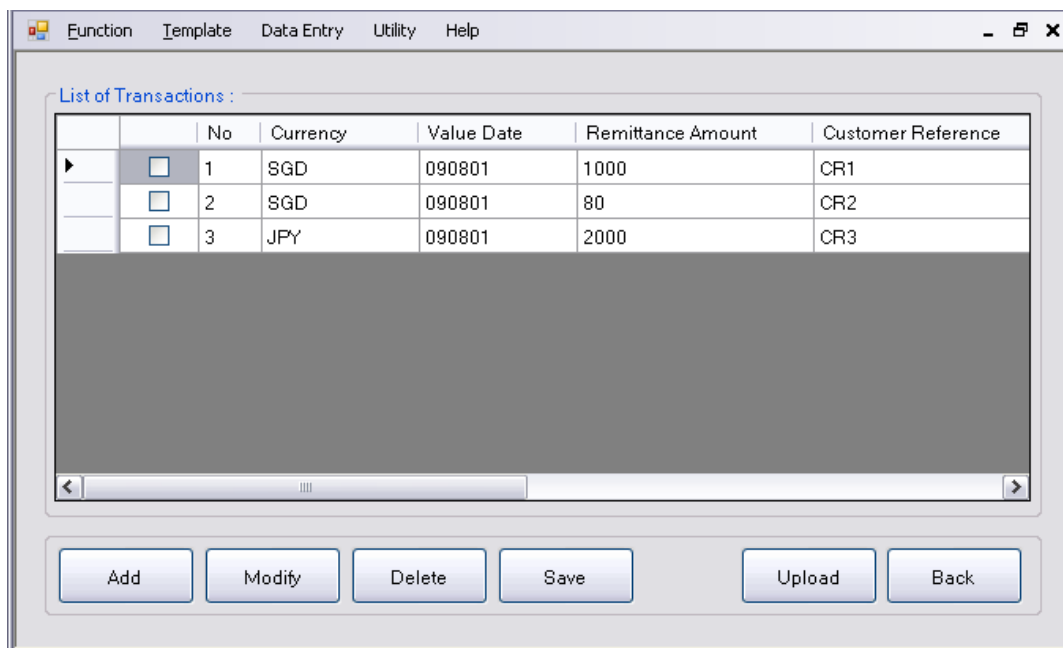 Function Template Data Entry Utility Help
List of Transactions :
No Currency Value Date Remittance Amount Customer Reference
1 SGD 090801 1000 CR1
2 SGD 090801 80 CR2
3 JPY 090801 2000 CR3
Add Modify Delete Save Upload Back